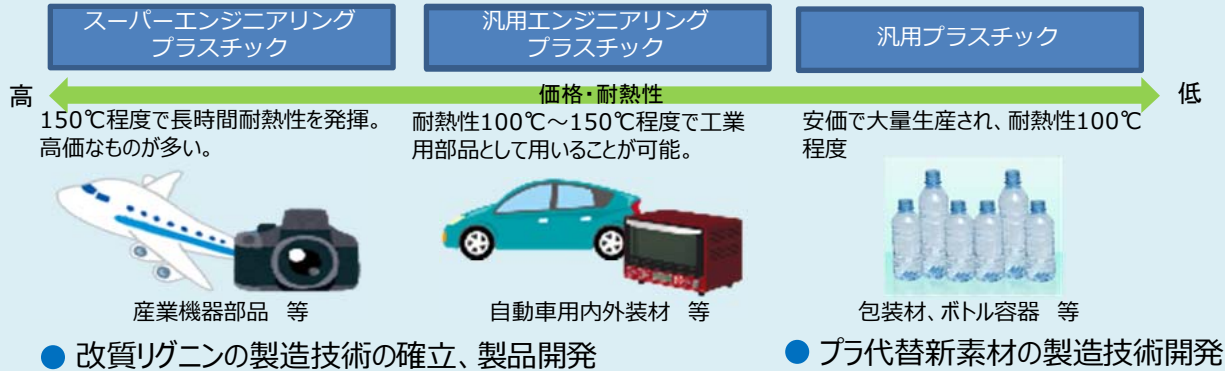 スーパーエンジニアリング
プラスチック
汎用エンジニアリング
プラスチック
汎用プラスチック
高
価格・耐熱性
低
150℃程度で長時間耐熱性を発揮。
高価なものが多い。
耐熱性100℃～150℃程度で工業
用部品として用いることが可能。
安価で大量生産され、耐熱性100℃
程度
産業機器部品　等
自動車用内外装材　等
包装材、ボトル容器　等
● 改質リグニンの製造技術の確立、製品開発
● プラ代替新素材の製造技術開発